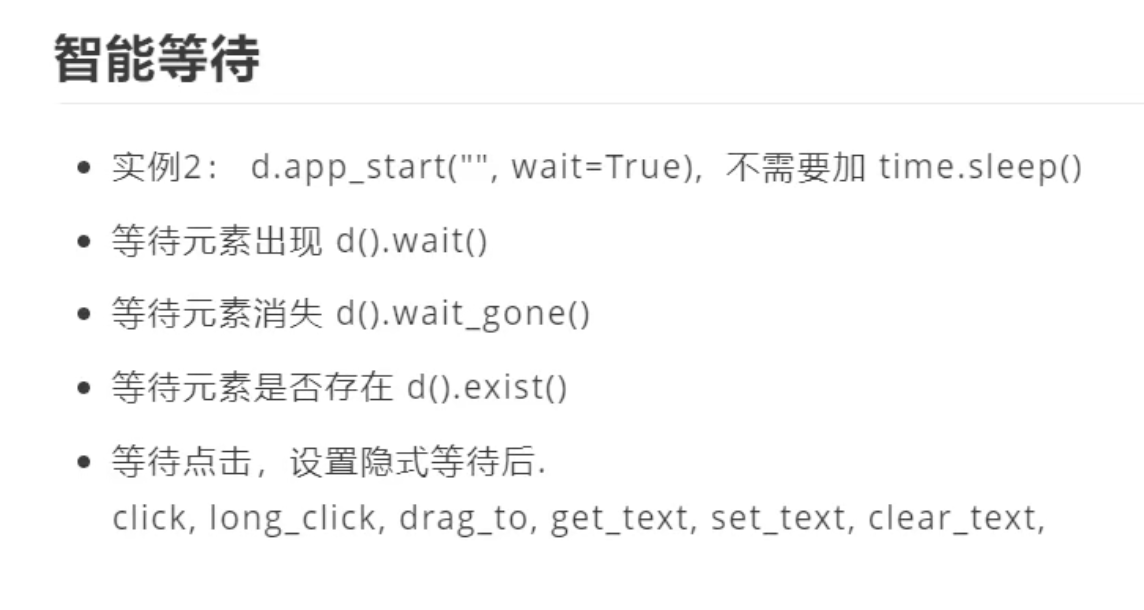 智能等待
实例2： d.app_start("", wait=True)，不需要加 time.sleep()
等待元素出现 d().wait()
等待元素消失 d().wait_gone()
等待元素是否存在 d().exist()
等待点击，设置隐式等待后.
click, long_click, drag_to, get_text, set_text, clear_text,